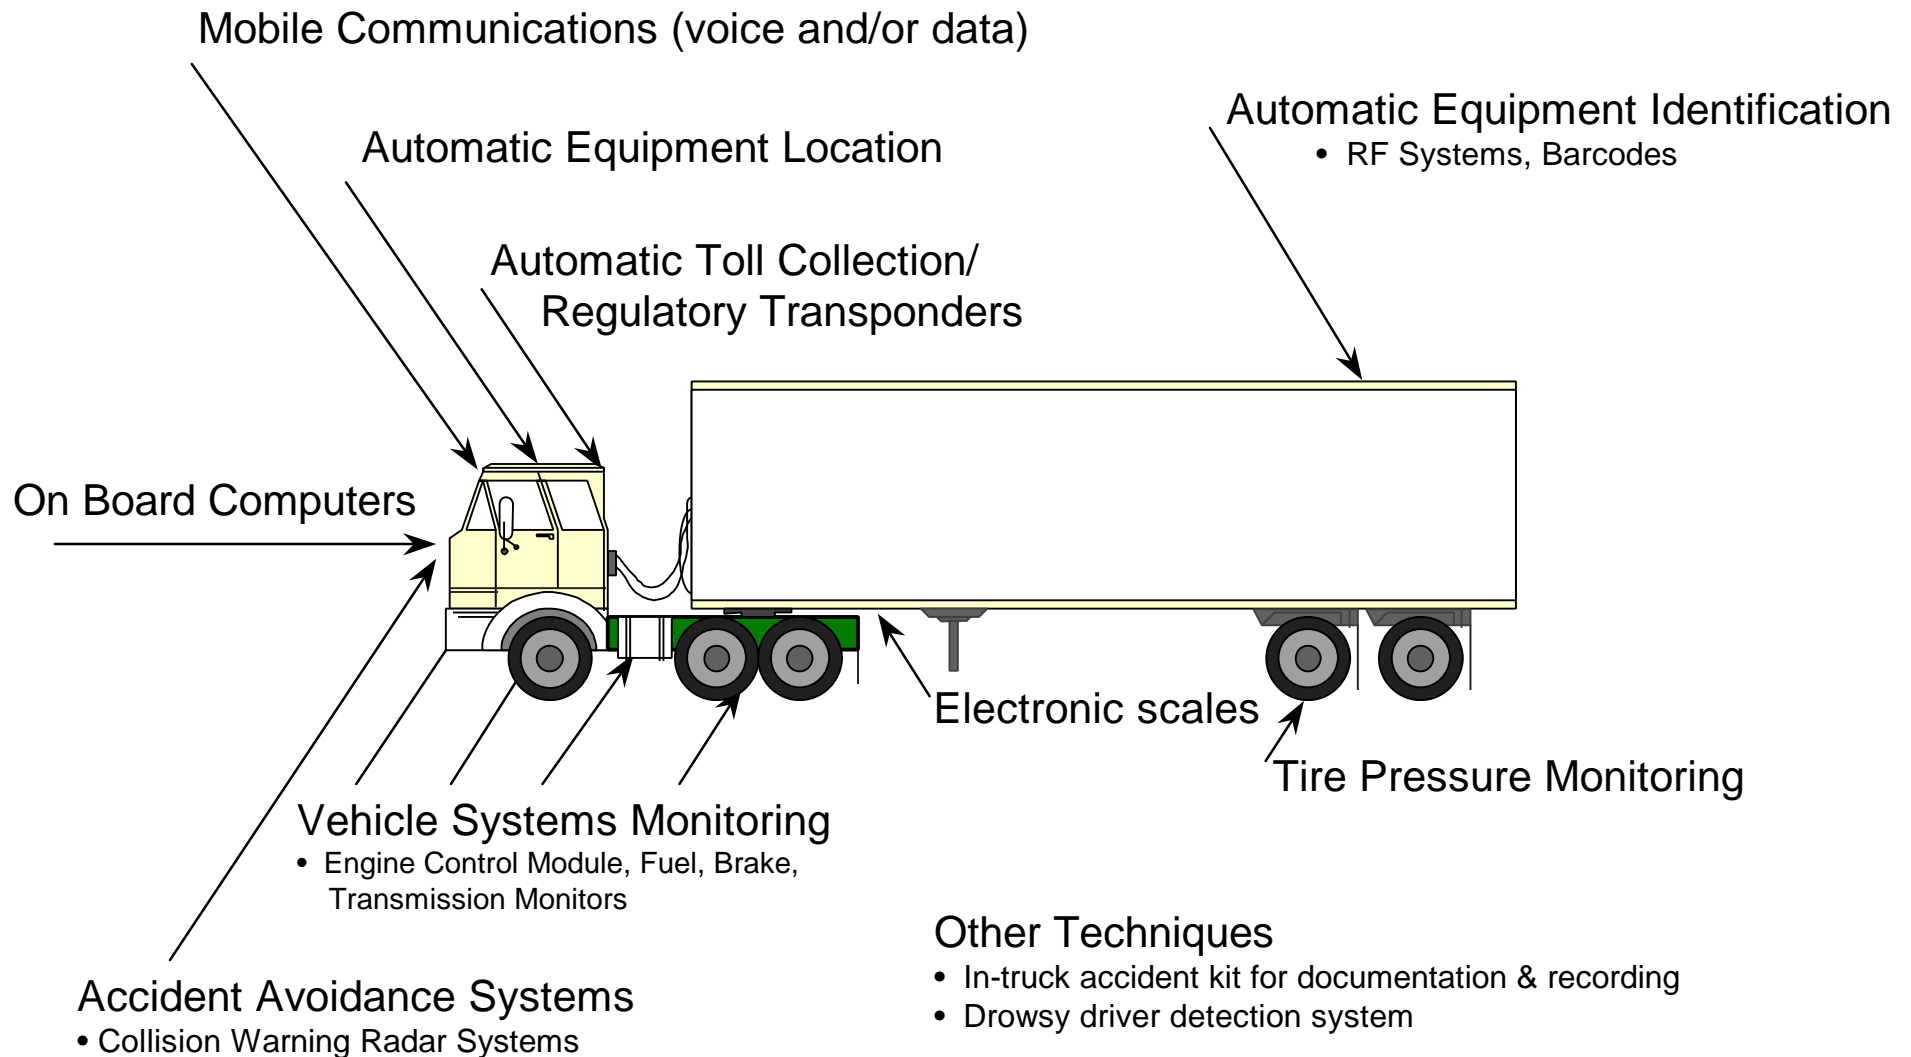 Mobile Communications (voice and/or data)
Automatic Equipment Identification
• RF Systems, Barcodes
Automatic Equipment Location
Automatic Toll Collection/
Regulatory Transponders
On Board Computers
Electronic scales
Tire Pressure Monitoring
Vehicle Systems Monitoring
• Engine Control Module, Fuel, Brake,
Transmission Monitors
Accident Avoidance Systems
• Collision Warning Radar Systems
Other Techniques
• In-truck accident kit for documentation & recording
• Drowsy driver detection system